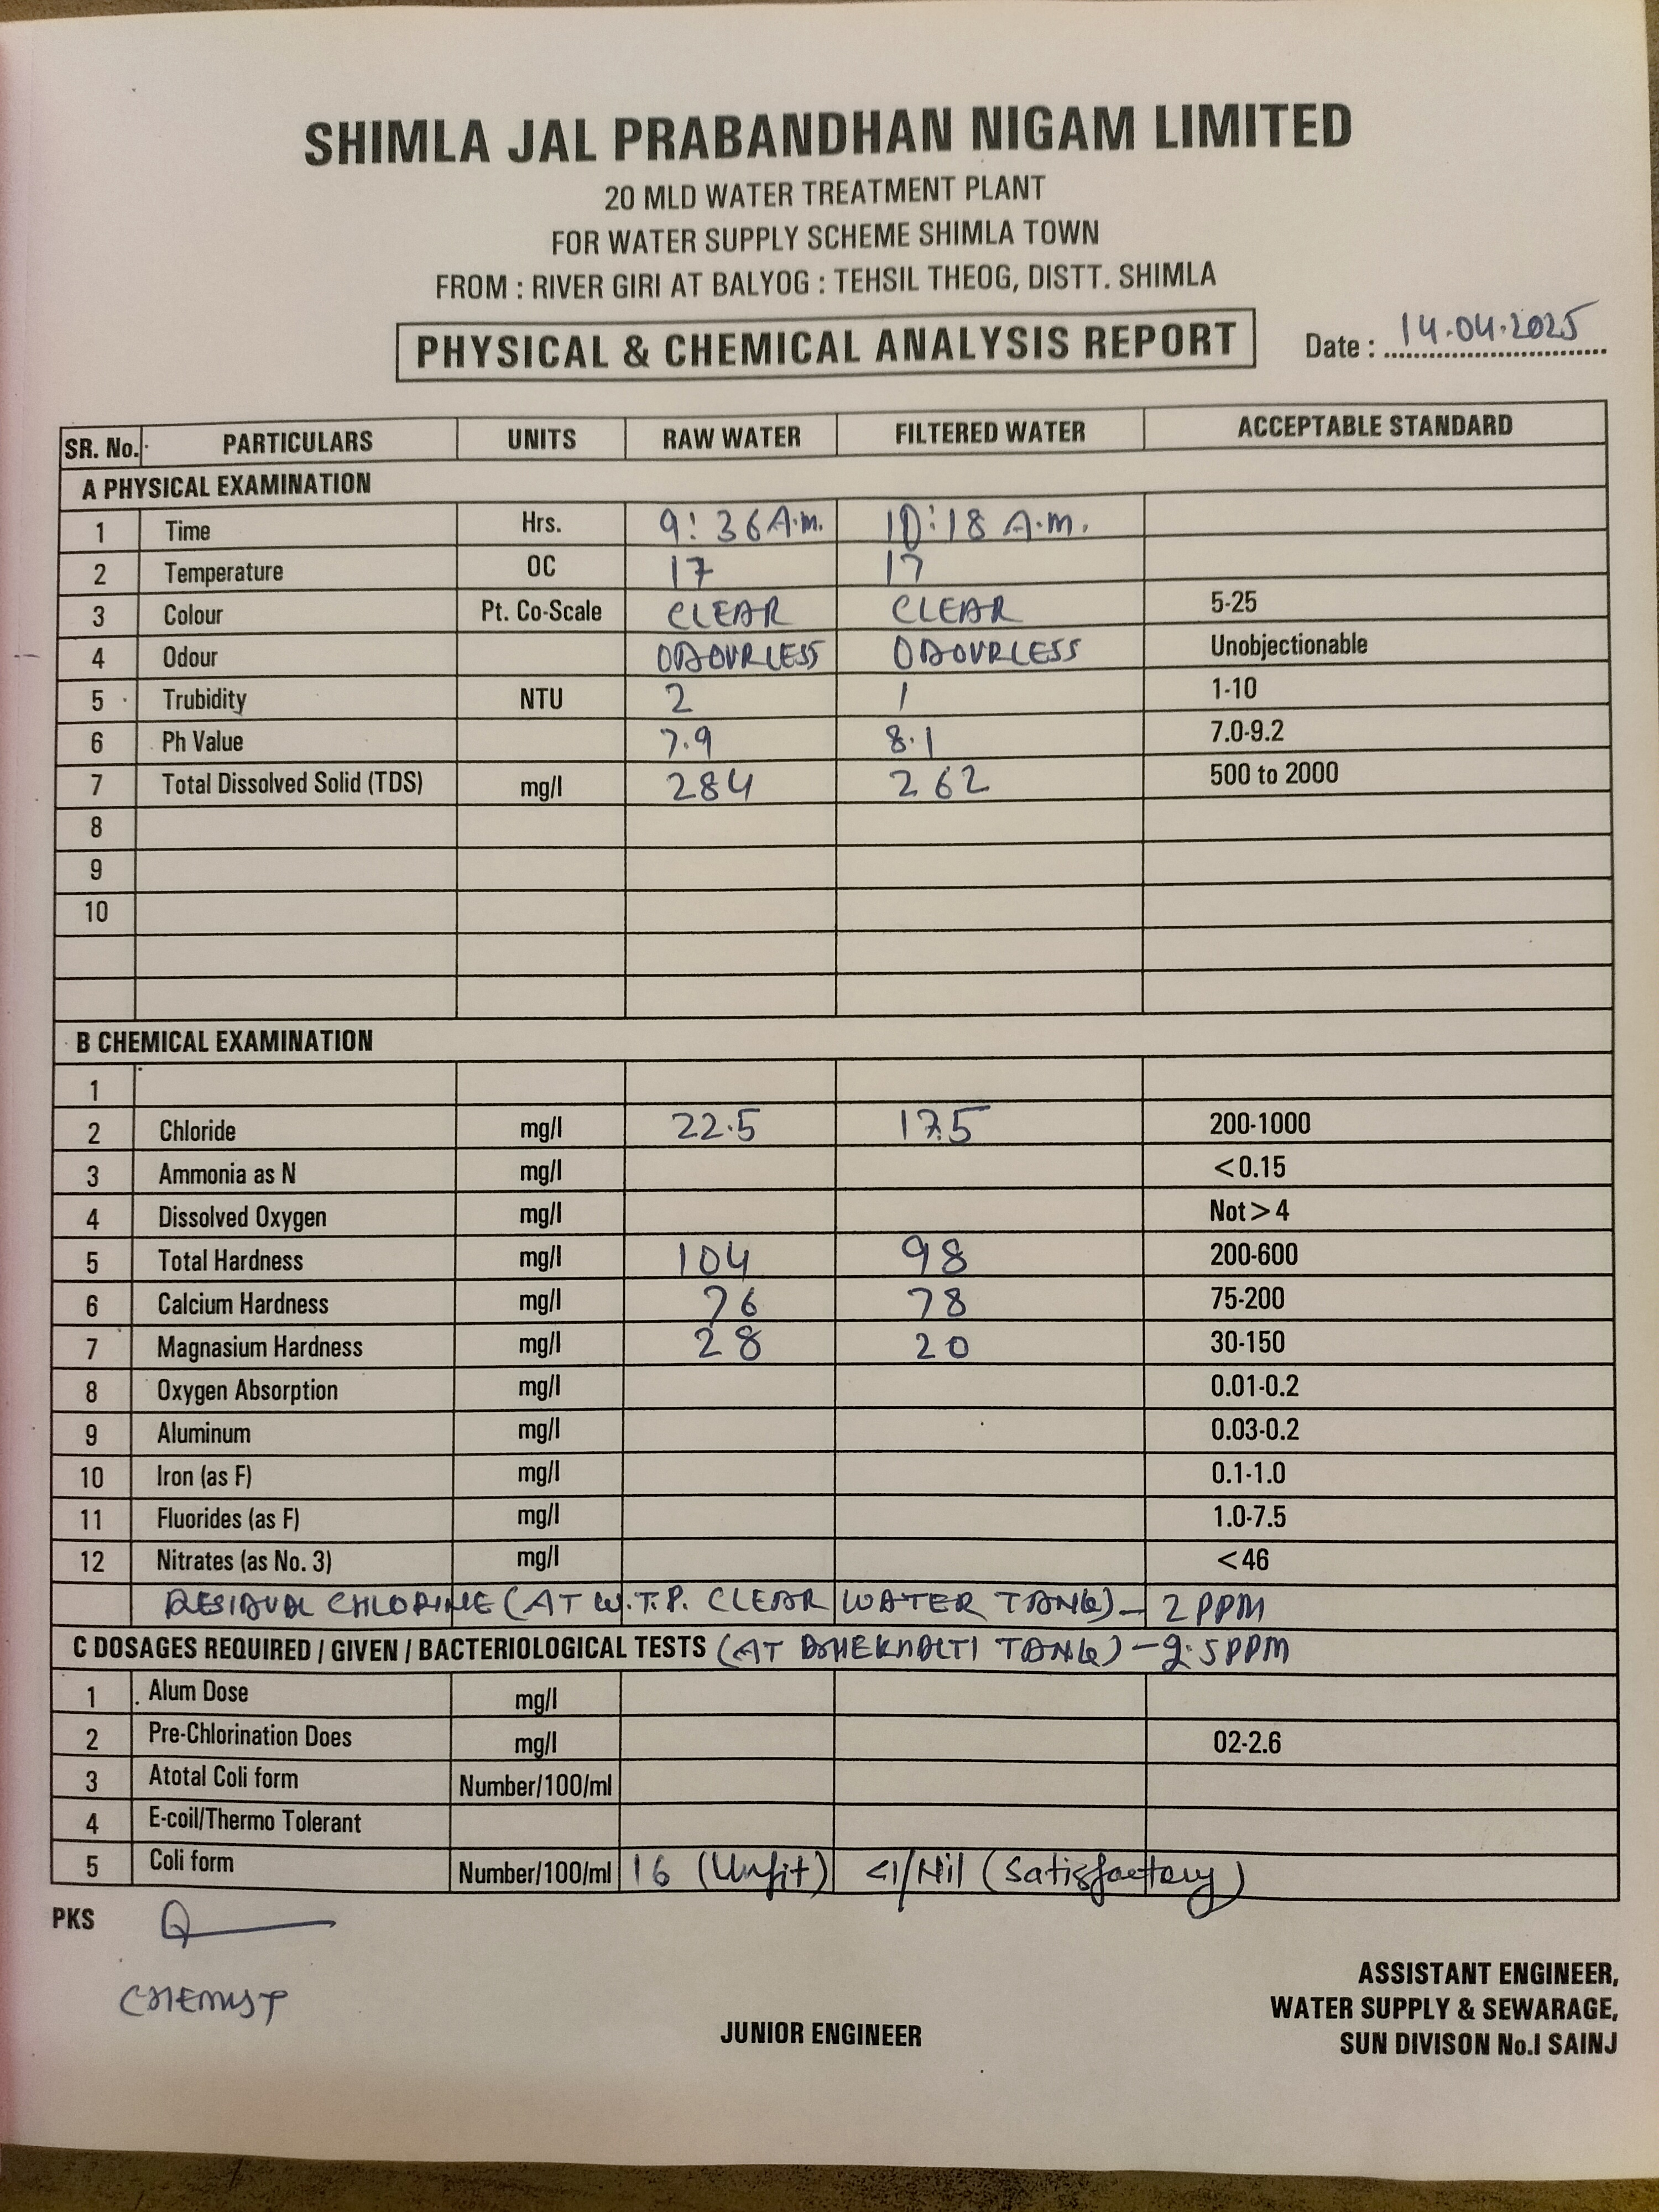 SHIMLA JAL PRABANDHAN NIGAM LIMITED
20 MLD WATER TREATMENT PLANT
FOR WATER SUPPLY SCHEME SHIMLA TOWN
FROM : RIVER GIRI AT BALYOG : TEHSIL THEOG, DISTT. SHIMLA
PHYSICAL & CHEMICAL ANALYSIS REPORT Date : 14.04.2025
SR. No. PARTICULARS UNITS RAW WATER FILTERED WATER ACCEPTABLE STANDARD
A PHYSICAL EXAMINATION
1 Time Hrs. 9:36 A.m. 10:18 A.m.
2 Temperature OC 17 17
3 Colour Pt. Co-Scale CLEAR CLEAR 5-25
4 Odour ODOURLESS ODOURLESS Unobjectionable
5 Trubidity NTU 2 1 1-10
6 Ph Value 7.9 8.1 7.0-9.2
7 Total Dissolved Solid (TDS) mg/l 284 262 500 to 2000
8
9
10
B CHEMICAL EXAMINATION
1
2 Chloride mg/l 22.5 17.5 200-1000
3 Ammonia as N mg/l <0.15
4 Dissolved Oxygen mg/l Not > 4
5 Total Hardness mg/l 104 98 200-600
6 Calcium Hardness mg/l 76 78 75-200
7 Magnasium Hardness mg/l 28 20 30-150
8 Oxygen Absorption mg/l 0.01-0.2
9 Aluminum mg/l 0.03-0.2
10 Iron (as F) mg/l 0.1-1.0
11 Fluorides (as F) mg/l 1.0-7.5
12 Nitrates (as No. 3) mg/l <46
RESIDUAL CHLORINE (AT W.T.P. CLEAR WATER TANK) - 2 PPM
C DOSAGES REQUIRED / GIVEN / BACTERIOLOGICAL TESTS (AT TANK) - 2.5 PPM
1 Alum Dose mg/l
2 Pre-Chlorination Does mg/l 02-2.6
3 Atotal Coli form Number/100/ml
4 E-coil/Thermo Tolerant
5 Coli form Number/100/ml 16 (Unfit) <1/Nil (Satisfactory)
PKS
CHEMIST
JUNIOR ENGINEER
ASSISTANT ENGINEER,
WATER SUPPLY & SEWARAGE,
SUN DIVISON No.I SAINJ